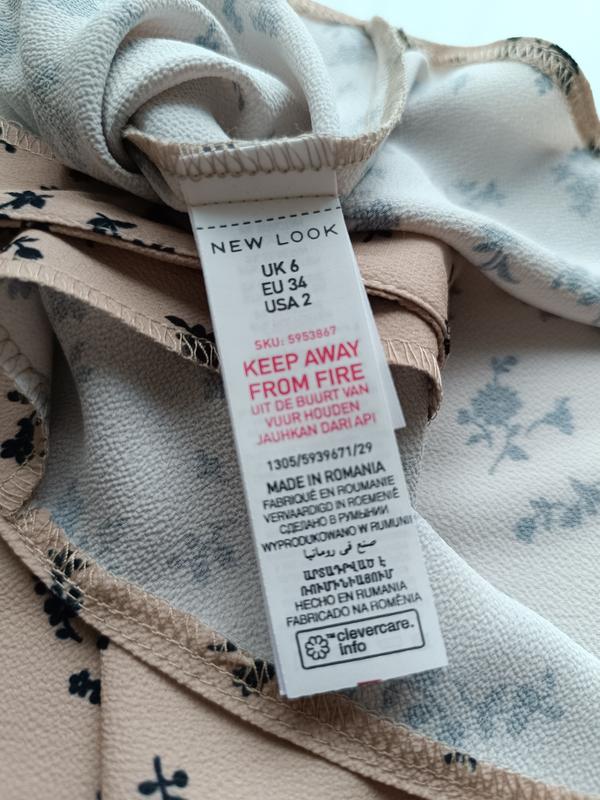 NEW LOOK
UK 6
EU 34
USA 2
SKU: 5953867
KEEP AWAY
FROM FIRE
UIT DE BUURT VAN
VUUR HOUDEN
JAUHKAN DARI API
1305/5939671/29
MADE IN ROMANIA
FABRIQUÉ EN ROUMANIE
VERVAARDIGD IN ROEMENIË
СДЕЛАНО В РУМЫНИИ
WYPRODUKOWANO W RUMUNII
صنع في رومانيا
ԱՐՏԱԴՐՎԱԾ Է
ՌՈՒՄԻՆԻԱՅՈՒՄ
HECHO EN RUMANIA
FABRICADO NA ROMÊNIA
™clevercare.
info